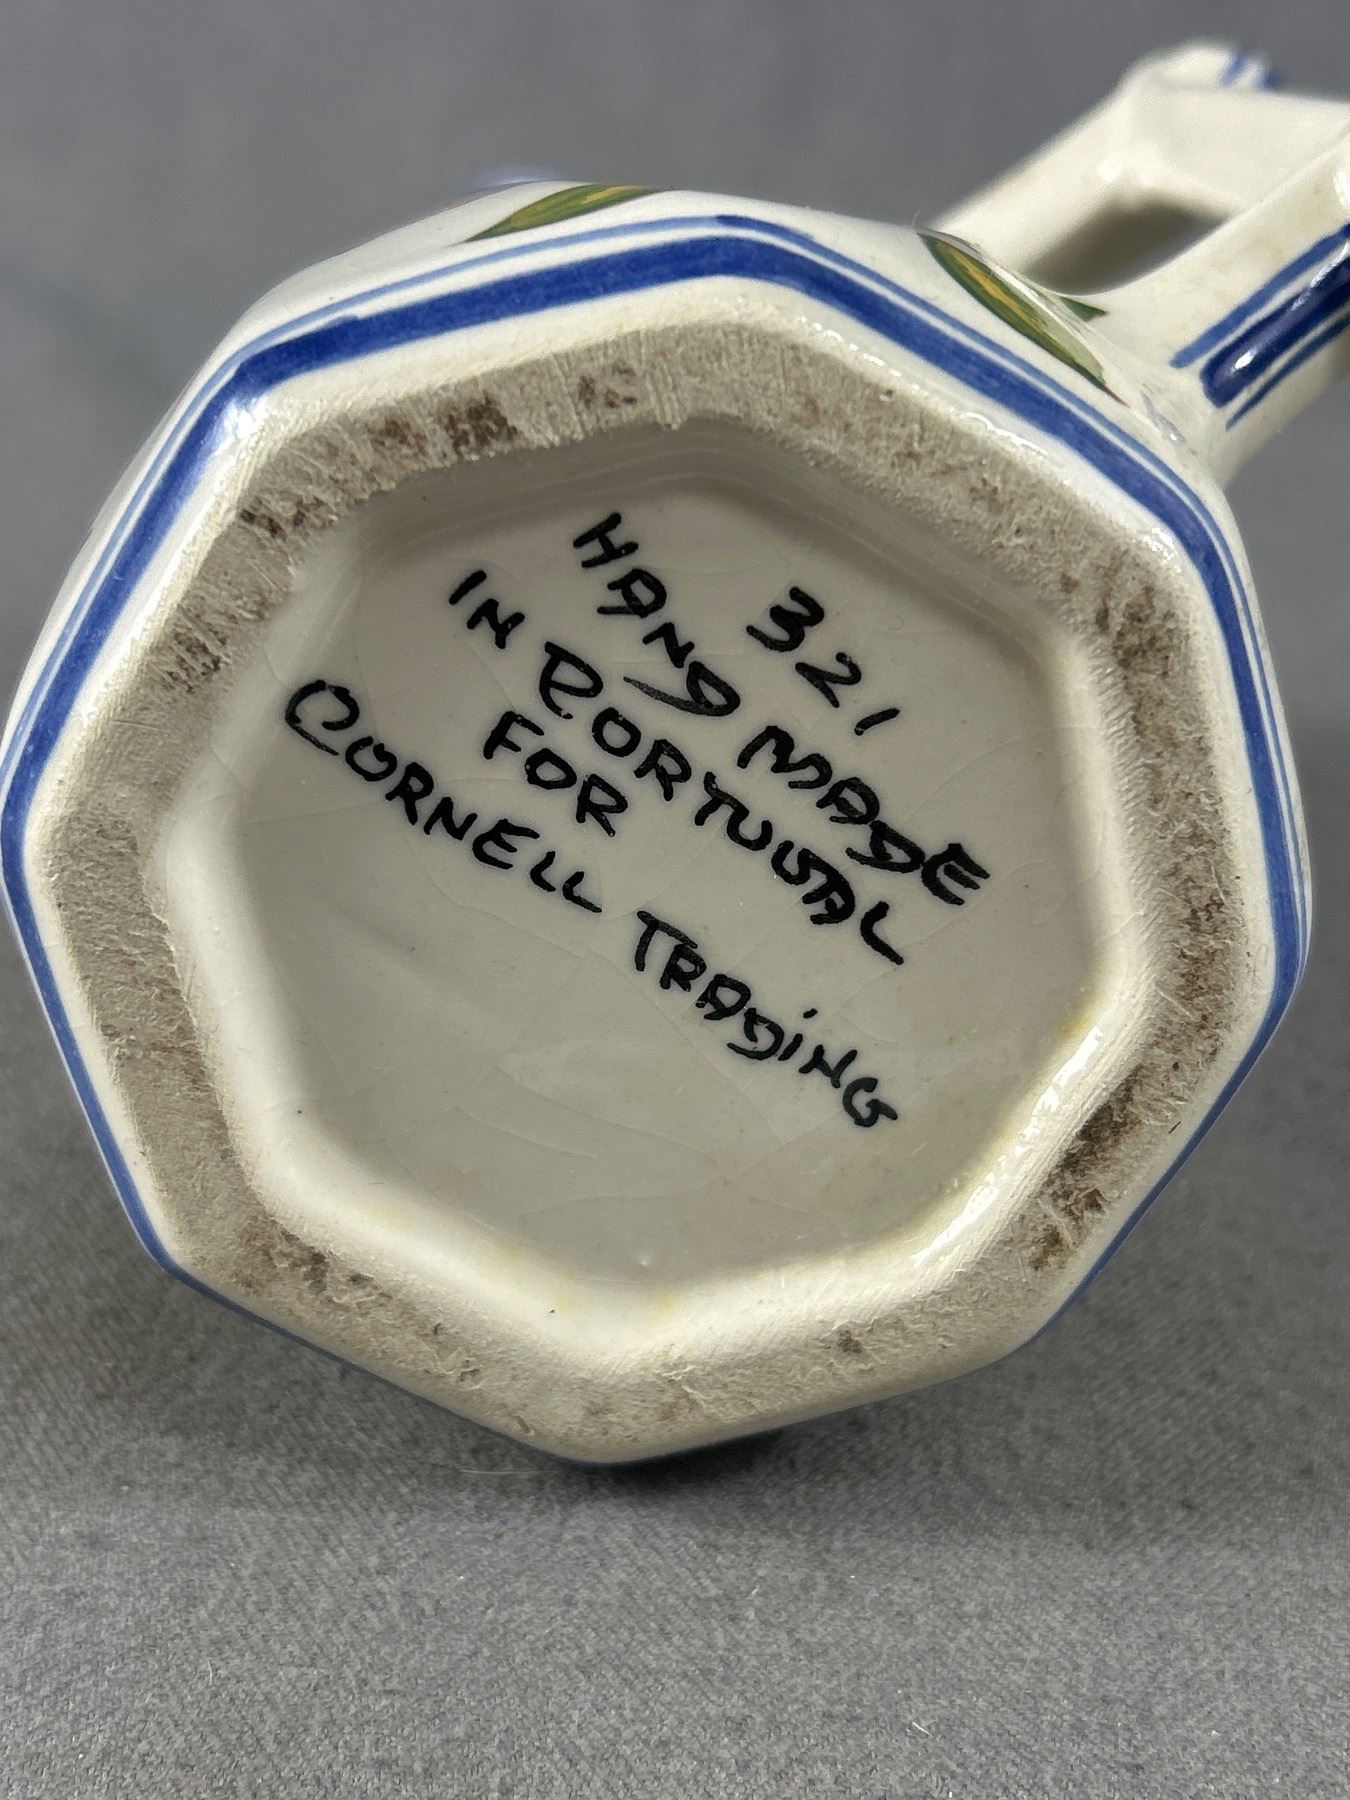 321
HAND MADE
IN PORTUGAL
FOR
CORNELL TRADiNG